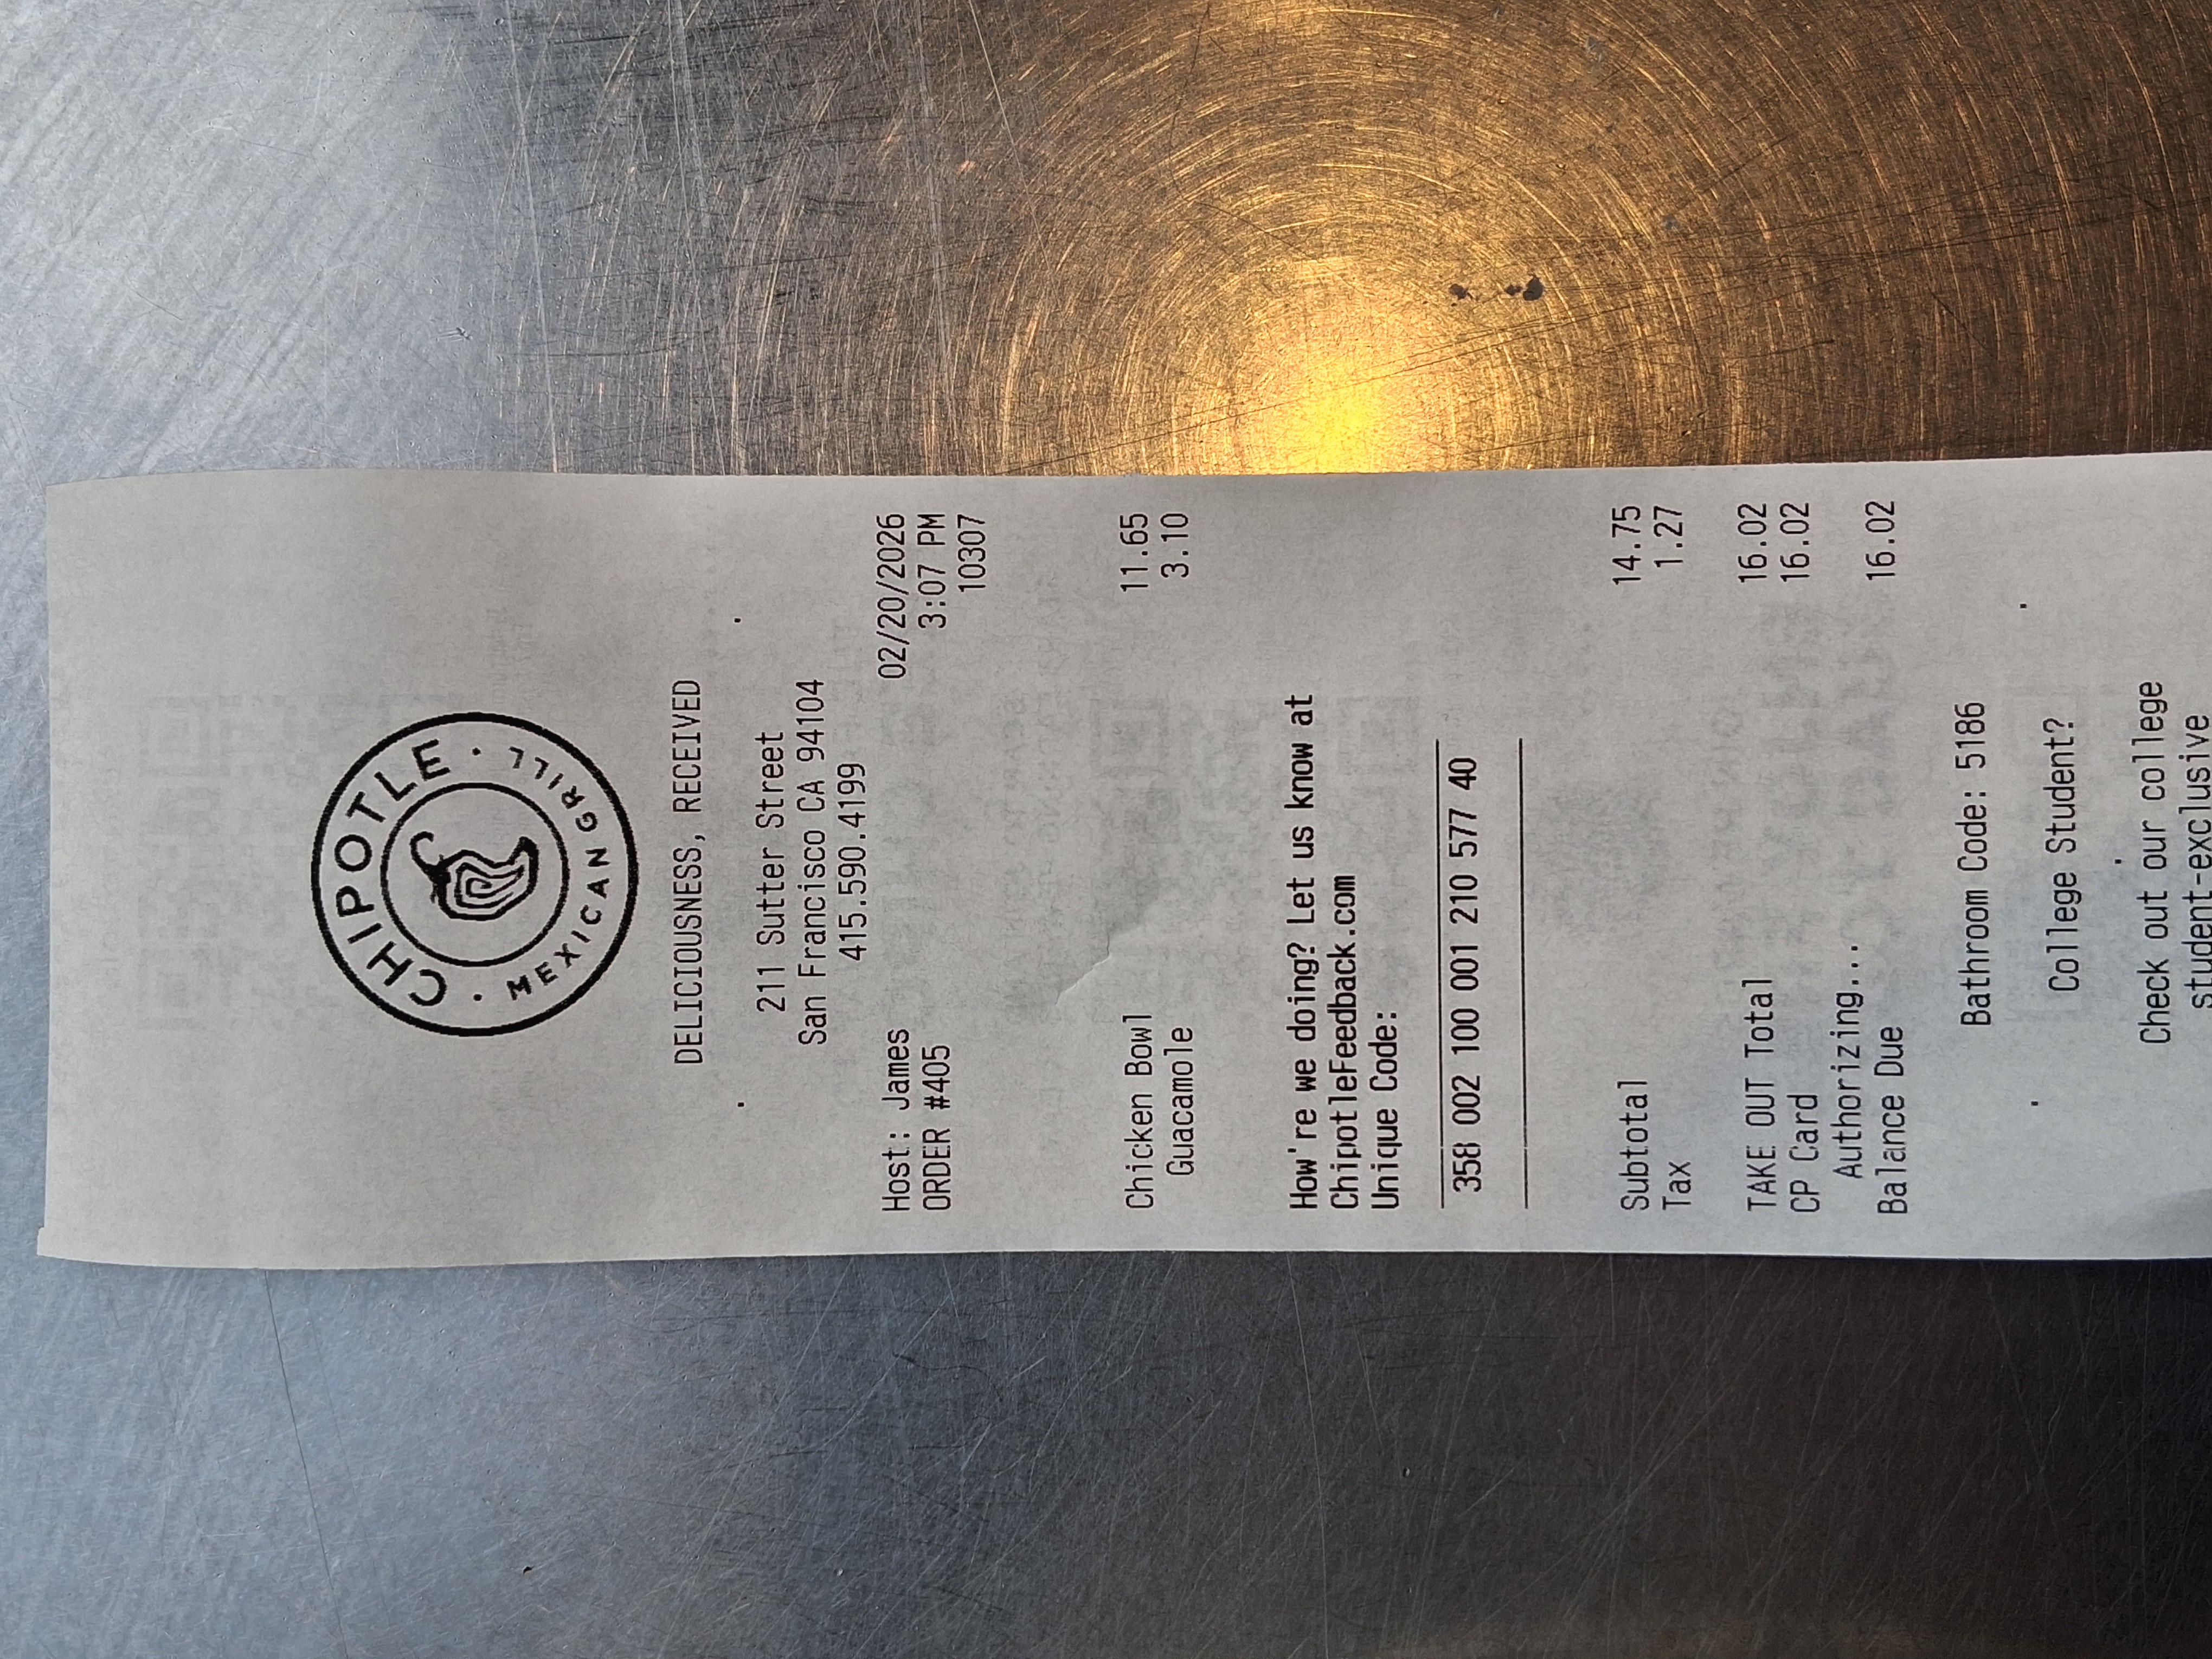 CHIPOTLE
MEXICAN GRILL
DELICIOUSNESS, RECEIVED
211 Sutter Street
San Francisco CA 94104
415.590.4199
Host: James 02/20/2026
ORDER #405 3:07 PM
10307
Chicken Bowl 11.65
Guacamole 3.10
How're we doing? Let us know at
ChipotleFeedback.com
Unique Code:
358 002 100 001 210 577 40
Subtotal 14.75
Tax 1.27
TAKE OUT Total 16.02
CP Card 16.02
Authorizing...
Balance Due 16.02
Bathroom Code: 5186
College Student?
Check out our college
student-exclusive